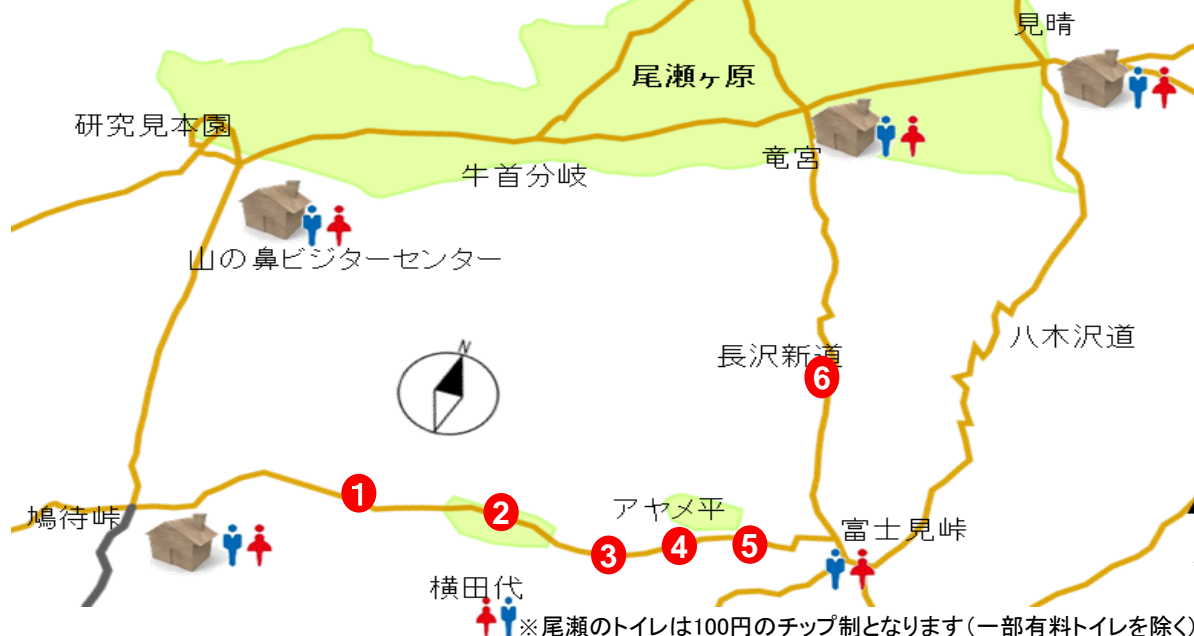 見晴
尾瀬ヶ原
研究見本園
竜宮
牛首分岐
山の鼻ビジターセンター
N
長沢新道
八木沢道
6
1
2
アヤメ平
鳩待峠
3
4
5
富士見峠
横田代
※尾瀬のトイレは100円のチップ制となります(一部有料トイレを除く)